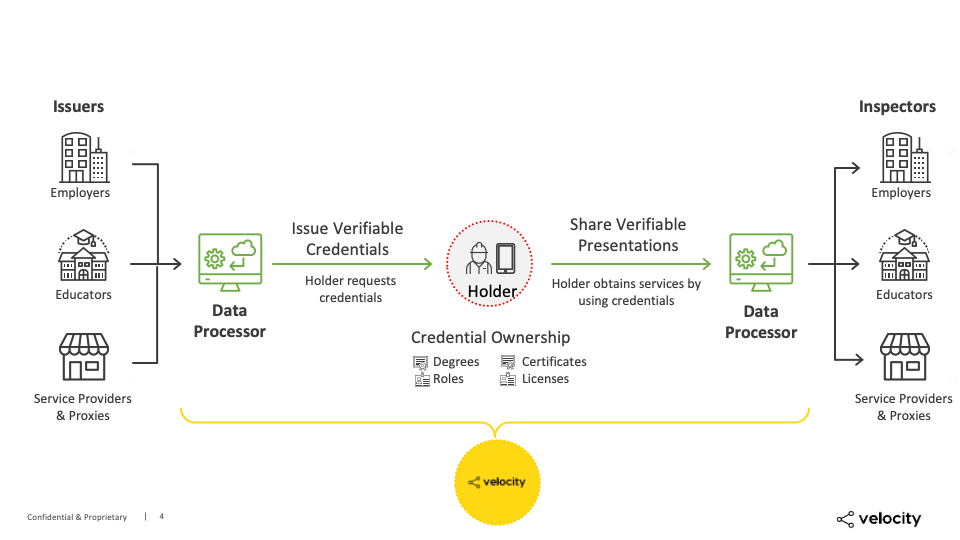 Issuers
Employers
Educators
Service Providers
& Proxies
Data
Processor
Issue Verifiable
Credentials
Holder requests
credentials
Holder
Credential Ownership
Degrees
Certificates
Roles
Licenses
Share Verifiable
Presentations
Holder obtains services by
using credentials
Data
Processor
Inspectors
Employers
Educators
Service Providers
& Proxies
velocity
Confidential & Proprietary | 4
velocity